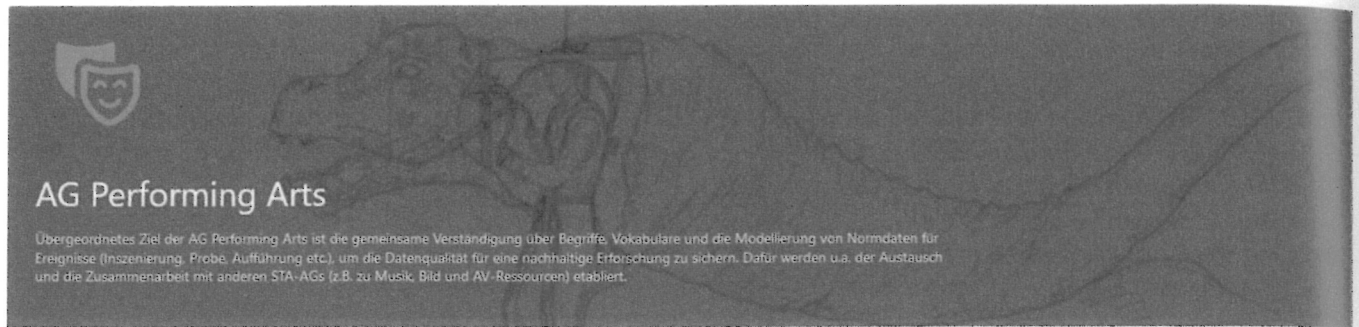 AG Performing Arts
Übergeordnetes Ziel der AG Performing Arts ist die gemeinsame Verständigung über Begriffe, Vokabulare und die Modellierung von Normdaten für
Ereignisse (Inszenierung, Probe, Aufführung etc.), um die Datenqualität für eine nachhaltige Erforschung zu sichern. Dafür werden u.a. der Austausch
und die Zusammenarbeit mit anderen STA-AGs (z.B. zu Musik, Bild und AV-Ressourcen) etabliert.